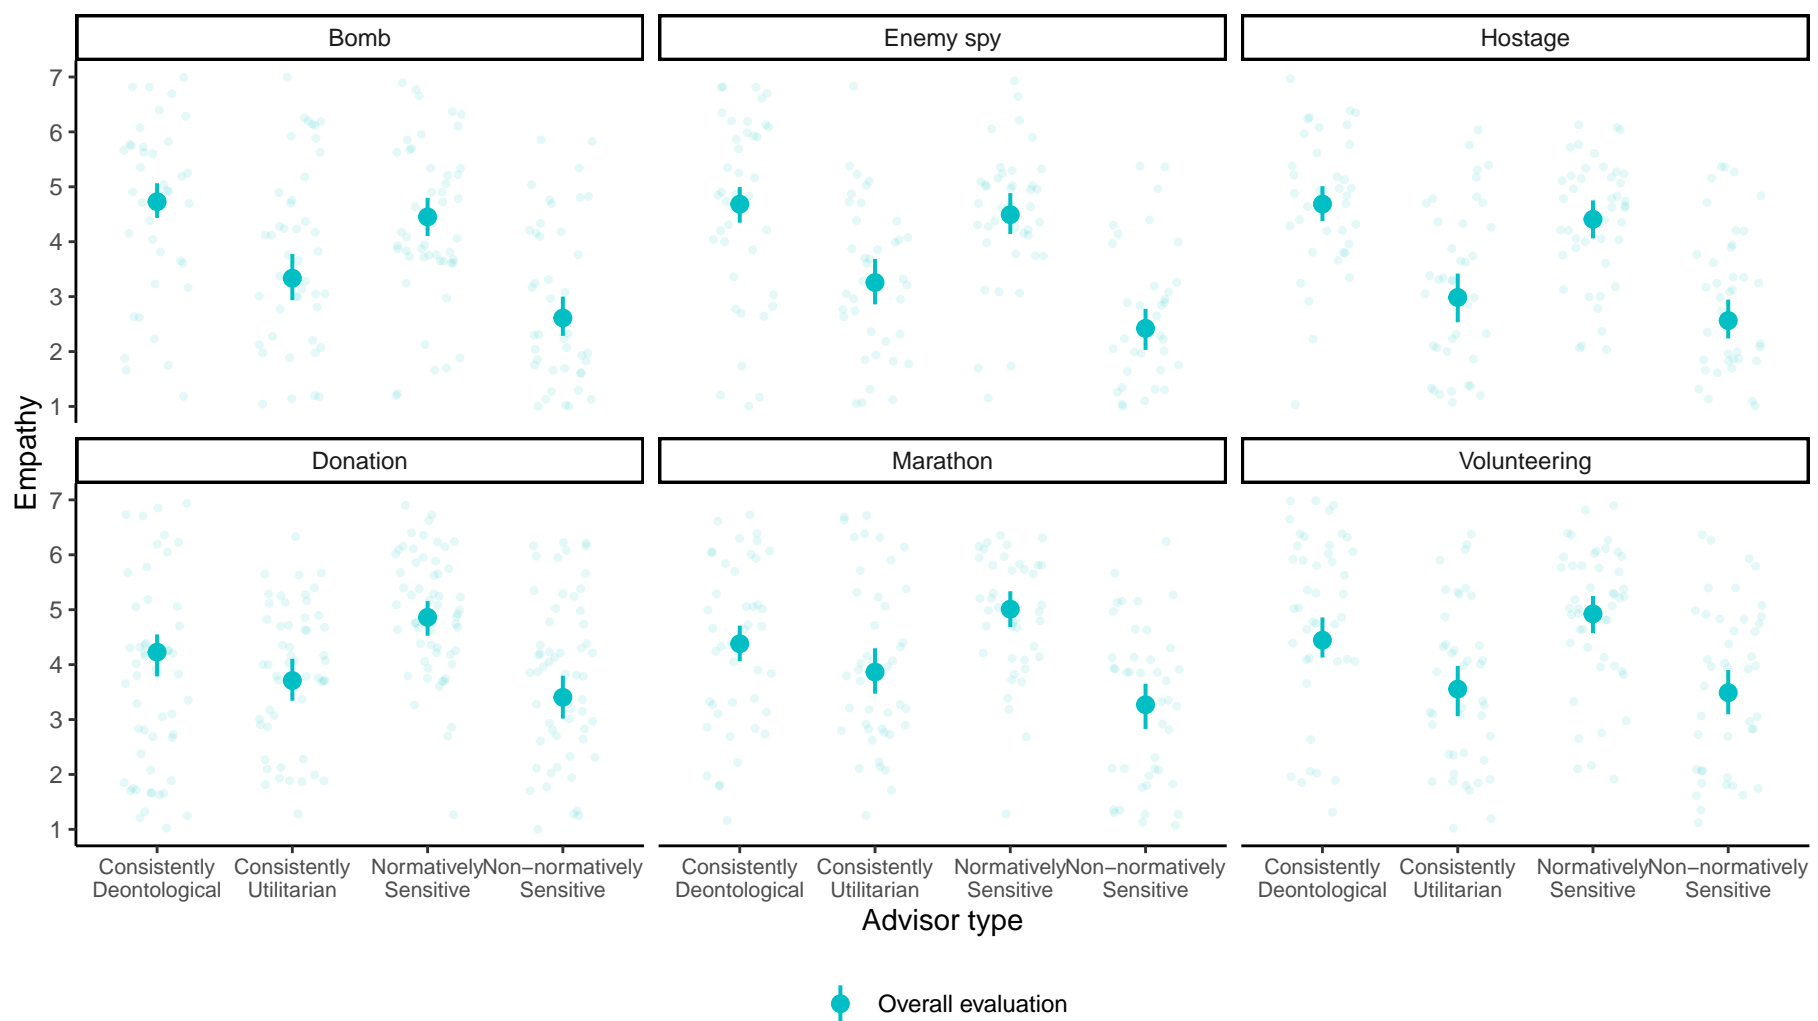 Bomb
Enemy spy
Hostage
7
6
5
4
3
2
1
Empathy
Donation
Marathon
Volunteering
7
6
5
4
3
2
1
Consistently Consistently Normatively Non−normatively
Deontological Utilitarian Sensitive Sensitive
Consistently Consistently Normatively Non−normatively
Deontological Utilitarian Sensitive Sensitive
Consistently Consistently Normatively Non−normatively
Deontological Utilitarian Sensitive Sensitive
Advisor type
Overall evaluation